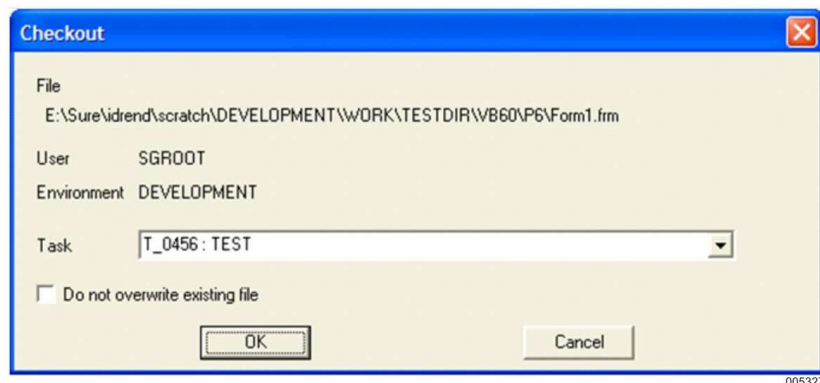 Checkout
File
E:\Sure\idrend\scratch\DEVELOPMENT\WORK\TESTDIR\VB60\P6\Form1.frm
User SGROOT
Environment DEVELOPMENT
Task T_0456 : TEST
Do not overwrite existing file
OK Cancel